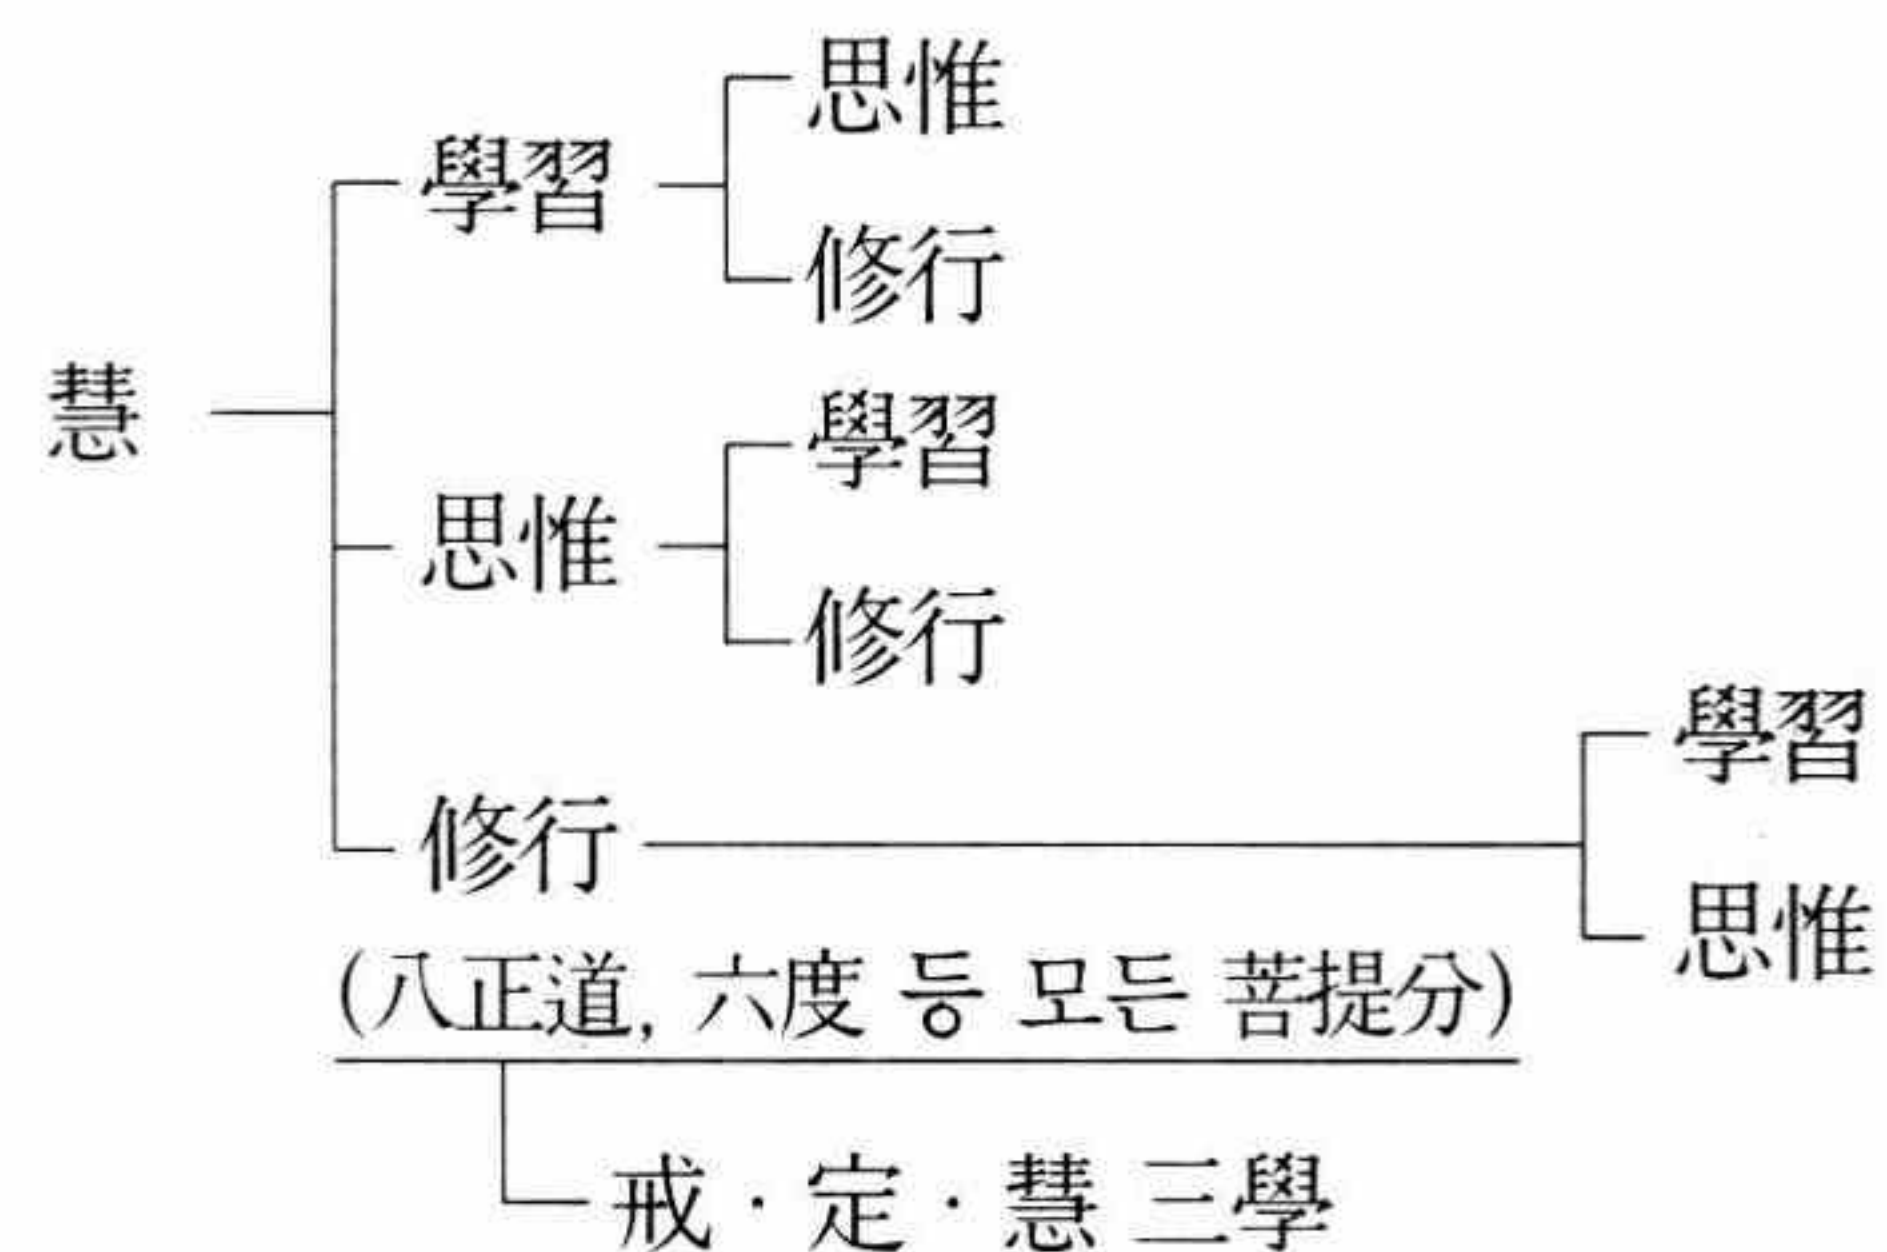 思惟
學習
修行
慧
學習
思惟
修行
學習
修行
思惟
(八正道, 六度 등 모든 菩提分)
戒·定·慧 三學